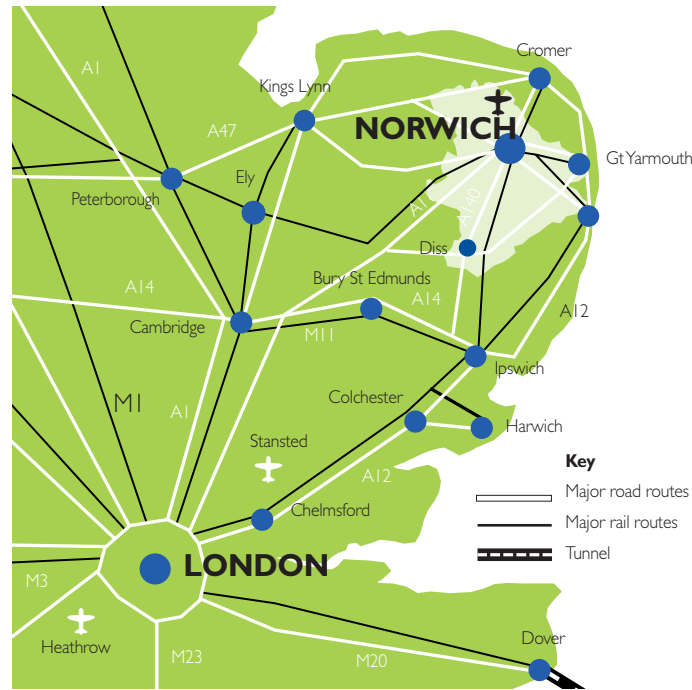 Cromer
A1
Kings Lynn
A47
NORWICH
Gt Yarmouth
Ely
Peterborough
A140
Diss
Bury St Edmunds
A14
A14
A12
Cambridge
M11
Ipswich
M1
A1
Colchester
Harwich
Stansted
A12
Chelmsford
Key
Major road routes
Major rail routes
Tunnel
LONDON
M3
Heathrow
M23
M20
Dover